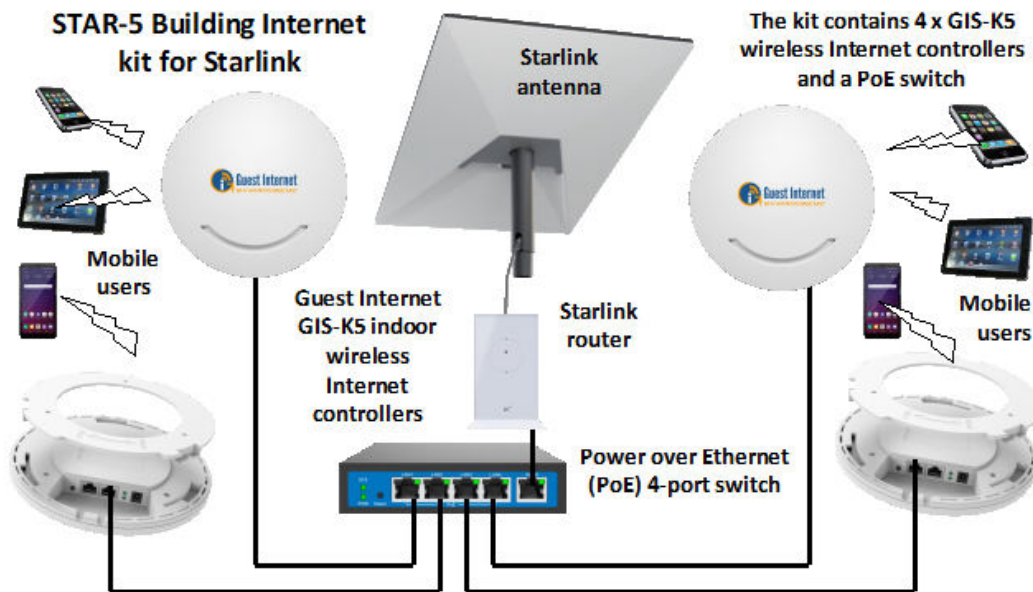 STAR-5 Building Internet
kit for Starlink
Starlink
antenna
The kit contains 4 x GIS-K5
wireless Internet controllers
and a PoE switch
Guest Internet
Guest Internet
Mobile
users
Mobile
users
Guest Internet
GIS-K5 indoor
wireless
Internet
controllers
Starlink
router
Power over Ethernet
(PoE) 4-port switch